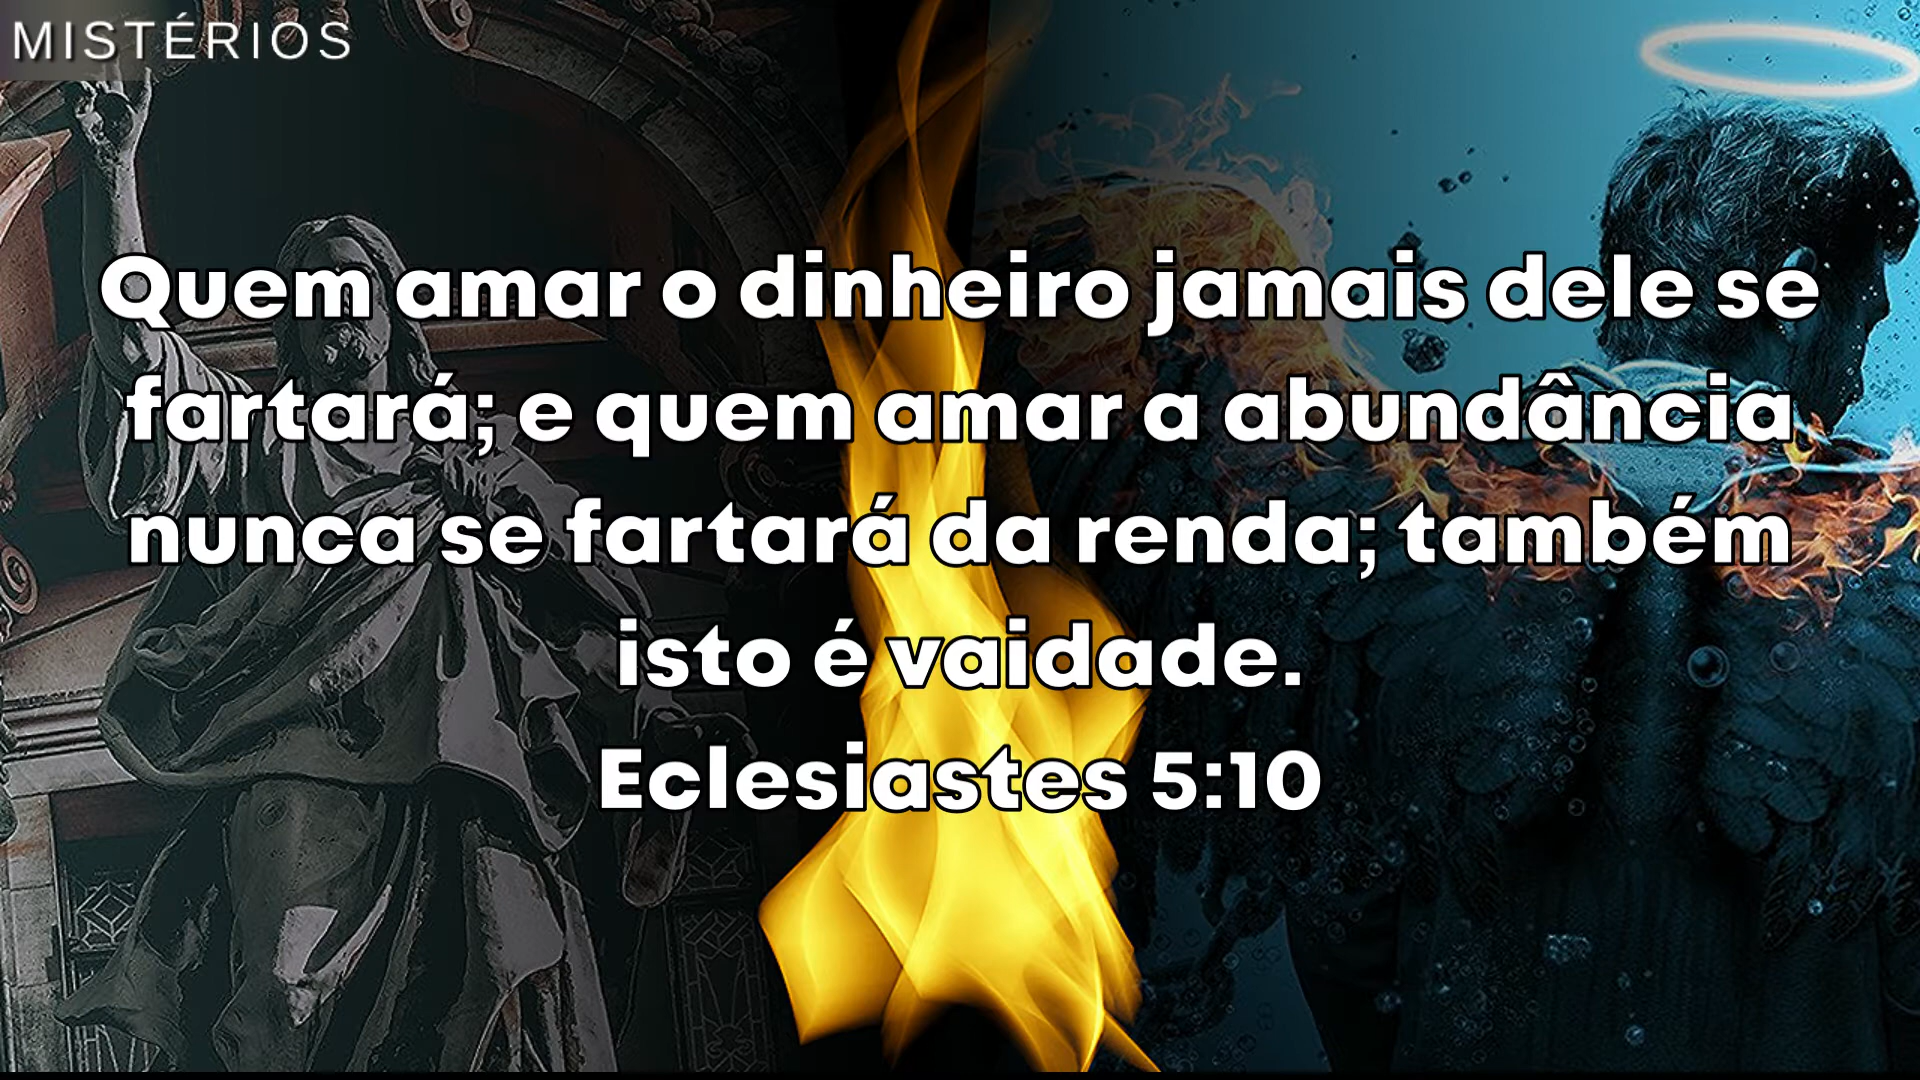 MISTÉRIOS
Quem amar o dinheiro jamais dele se
fartará; e quem amar a abundância
nunca se fartará da renda; também
isto é vaidade.
Eclesiastes 5:10